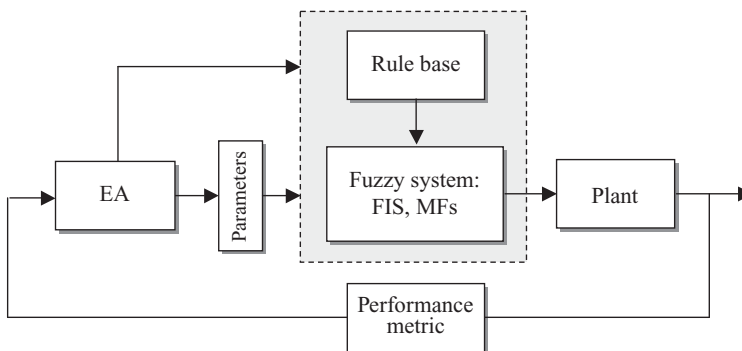 Rule base
EA
Parameters
Fuzzy system:
FIS, MFs
Plant
Performance
metric